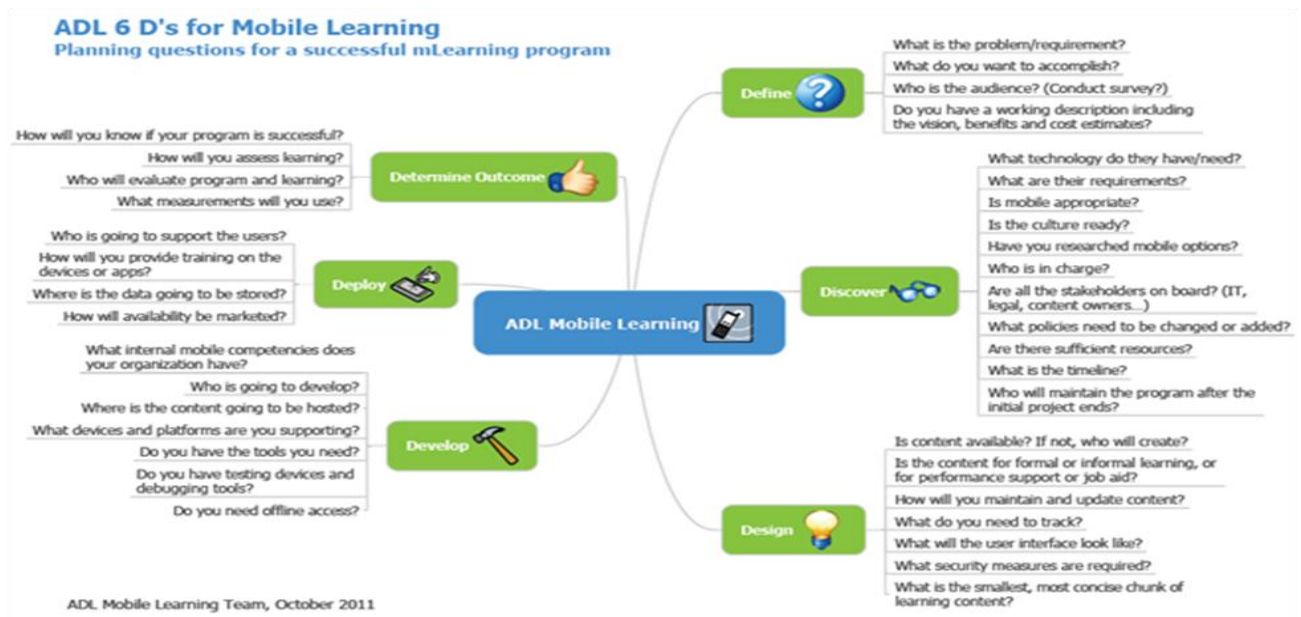 ADL 6 D's for Mobile Learning
Planning questions for a successful mLearning program
Define
What is the problem/requirement?
What do you want to accomplish?
Who is the audience? (Conduct survey?)
Do you have a working description including
the vision, benefits and cost estimates?
Discover
What technology do they have/need?
What are their requirements?
Is mobile appropriate?
Is the culture ready?
Have you researched mobile options?
Who is in charge?
Are all the stakeholders on board? (IT,
legal, content owners...)
What policies need to be changed or added?
Are there sufficient resources?
What is the timeline?
Who will maintain the program after the
initial project ends?
Design
Is content available? If not, who will create?
Is the content for formal or informal learning, or
for performance support or job aid?
How will you maintain and update content?
What do you need to track?
What will the user interface look like?
What security measures are required?
What is the smallest, most concise chunk of
learning content?
ADL Mobile Learning
Determine Outcome
How will you know if your program is successful?
How will you assess learning?
Who will evaluate program and learning?
What measurements will you use?
Deploy
Who is going to support the users?
How will you provide training on the
devices or apps?
Where is the data going to be stored?
How will availability be marketed?
Develop
What internal mobile competencies does
your organization have?
Who is going to develop?
Where is the content going to be hosted?
What devices and platforms are you supporting?
Do you have the tools you need?
Do you have testing devices and
debugging tools?
Do you need offline access?
ADL Mobile Learning Team, October 2011